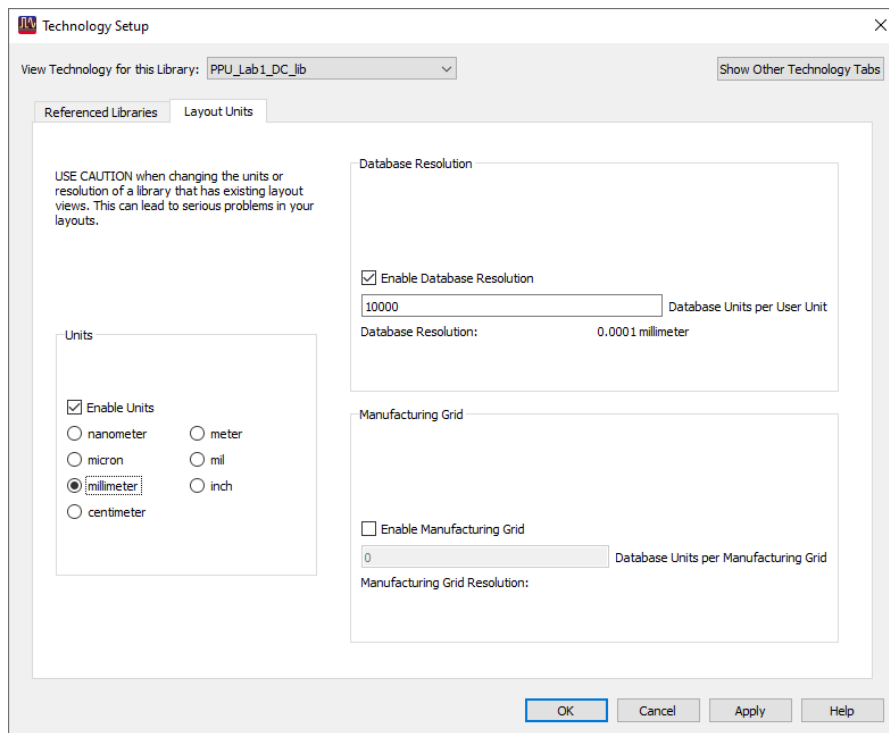 Technology Setup
View Technology for this Library: PPU_Lab1_DC_lib
Show Other Technology Tabs
Referenced Libraries
Layout Units
USE CAUTION when changing the units or
resolution of a library that has existing layout
views. This can lead to serious problems in your
layouts.
Units
Enable Units
nanometer
meter
micron
mil
millimeter
inch
centimeter
Database Resolution
Enable Database Resolution
10000 Database Units per User Unit
Database Resolution: 0.0001 millimeter
Manufacturing Grid
Enable Manufacturing Grid
0 Database Units per Manufacturing Grid
Manufacturing Grid Resolution:
OK
Cancel
Apply
Help